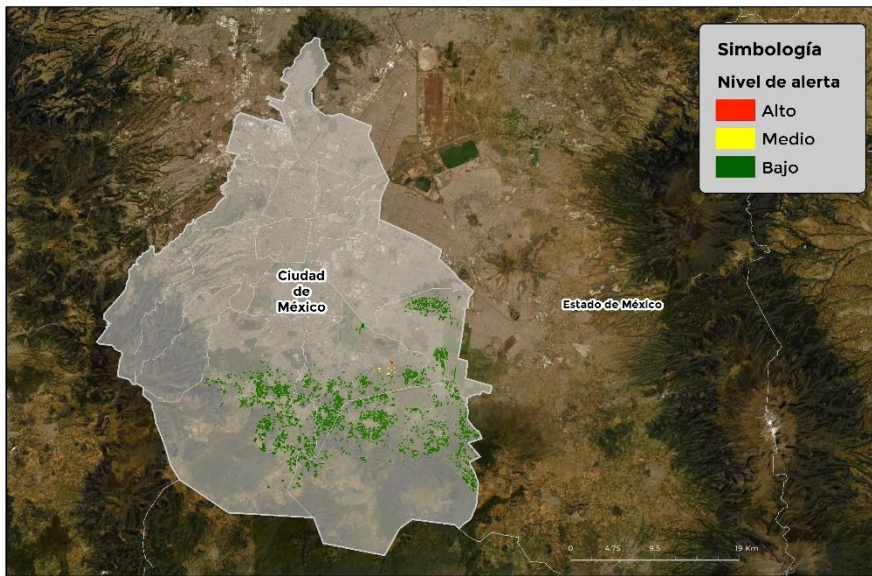 Simbología
Nivel de alerta
Alto
Medio
Bajo
Ciudad
de
México
Estado de México
0 4.75 9.5 19 Km